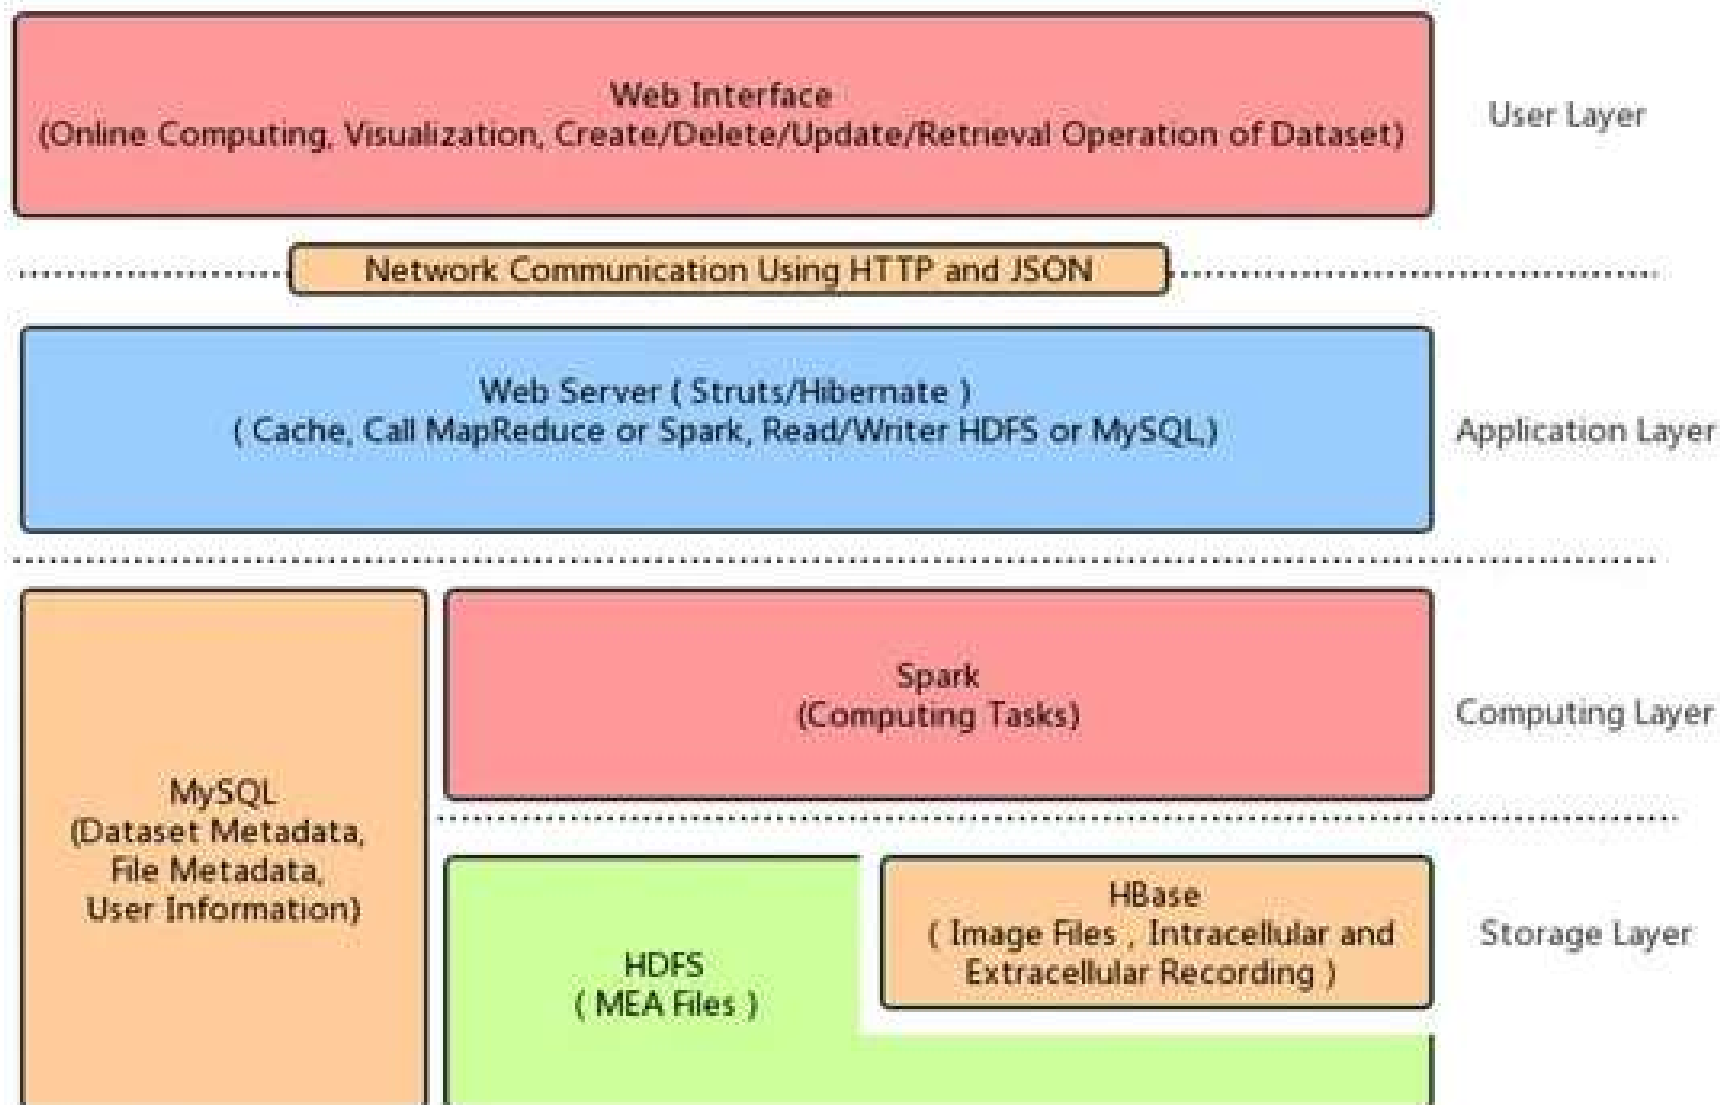 Web Interface
(Online Computing, Visualization, Create/Delete/Update/Retrieval Operation of Dataset)
User Layer
Network Communication Using HTTP and JSON
Web Server ( Struts/Hibernate )
( Cache, Call MapReduce or Spark, Read/Writer HDFS or MySQL,)
Application Layer
Spark
(Computing Tasks)
Computing Layer
MySQL
(Dataset Metadata,
File Metadata,
User Information)
HDFS
( MEA Files )
HBase
( Image Files , Intracellular and
Extracellular Recording )
Storage Layer